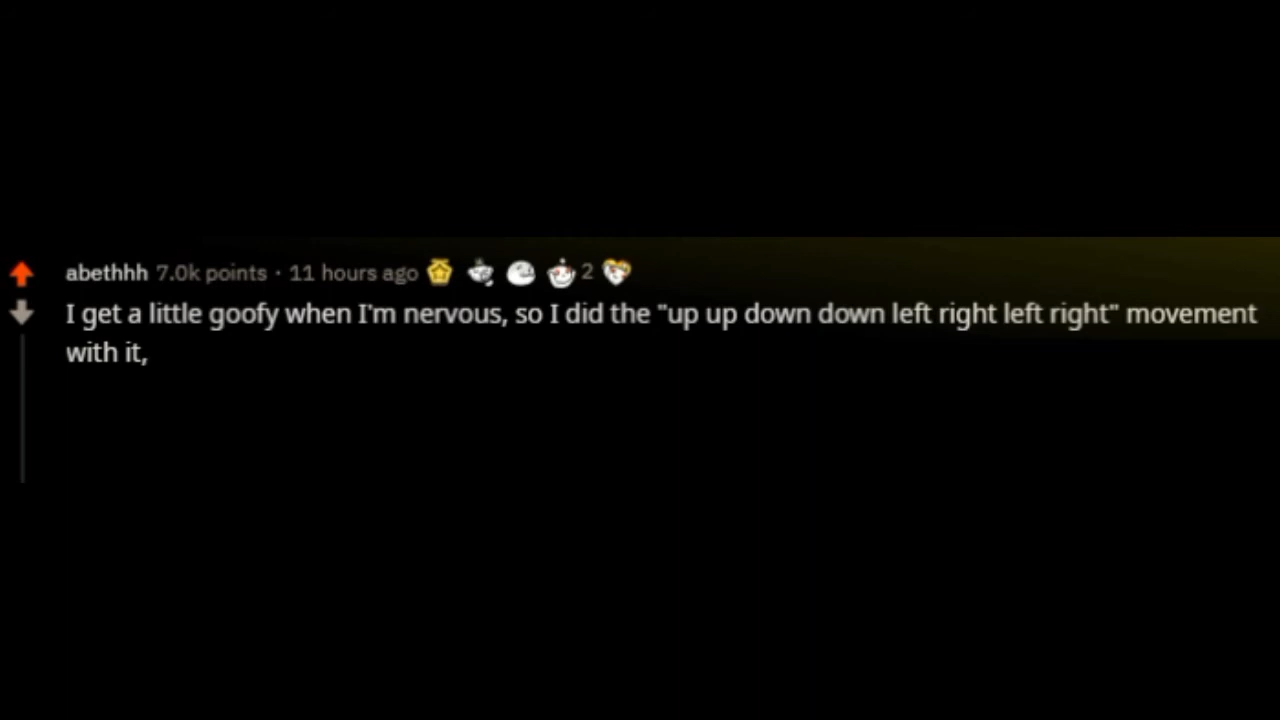 abethhh 7.0k points · 11 hours ago 2
I get a little goofy when I'm nervous, so I did the "up up down down left right left right" movement
with it,